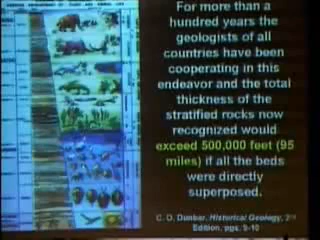 For more than a
hundred years the
geologists of all
countries have been
cooperating in this
endeavor and the total
thickness of the
stratified rocks now
recognized would
exceed 500,000 feet (95
miles) if all the beds
were directly
superposed.
C. O. Dunbar, Historical Geology, 2nd
Edition, pgs. 9-10